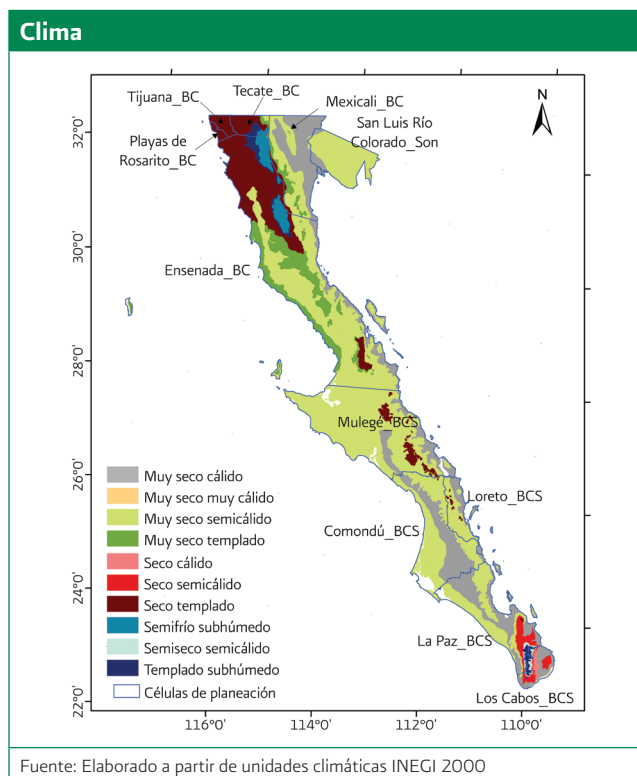 Clima
N
Tijuana_BC
Tecate_BC
Mexicali_BC
San Luis Río
Colorado_Son
Playas de
Rosarito_BC
Ensenada_BC
Mulegé_BCS
Loreto_BCS
Comondú_BCS
La Paz_BCS
Los Cabos_BCS
32°0'
30°0'
28°0'
26°0'
24°0'
22°0'
Muy seco cálido
Muy seco muy cálido
Muy seco semicálido
Muy seco templado
Seco cálido
Seco semicálido
Seco templado
Semifrío subhúmedo
Semiseco semicálido
Templado subhúmedo
Células de planeación
116°0'
114°0'
112°0'
110°0'
Fuente: Elaborado a partir de unidades climáticas INEGI 2000